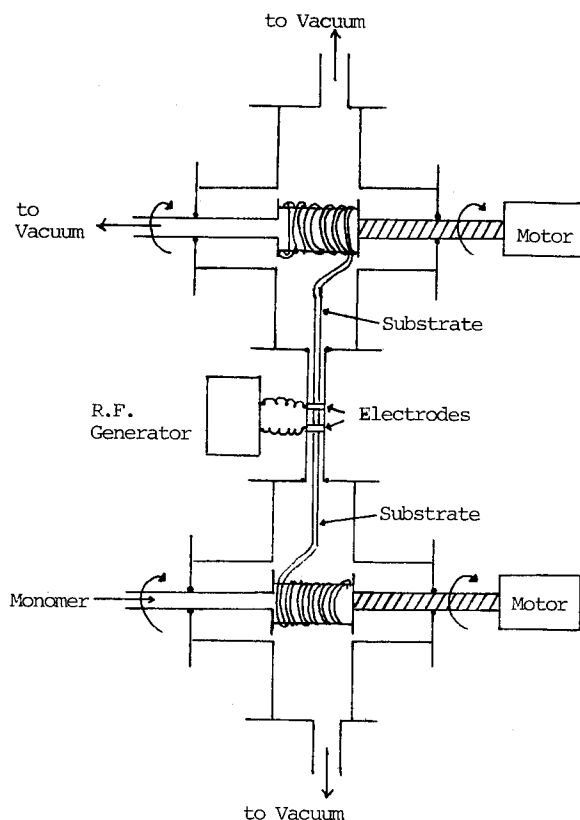 to Vacuum
to
Vacuum
Motor
Substrate
R.F.
Generator
Electrodes
Substrate
Monomer
Motor
to Vacuum